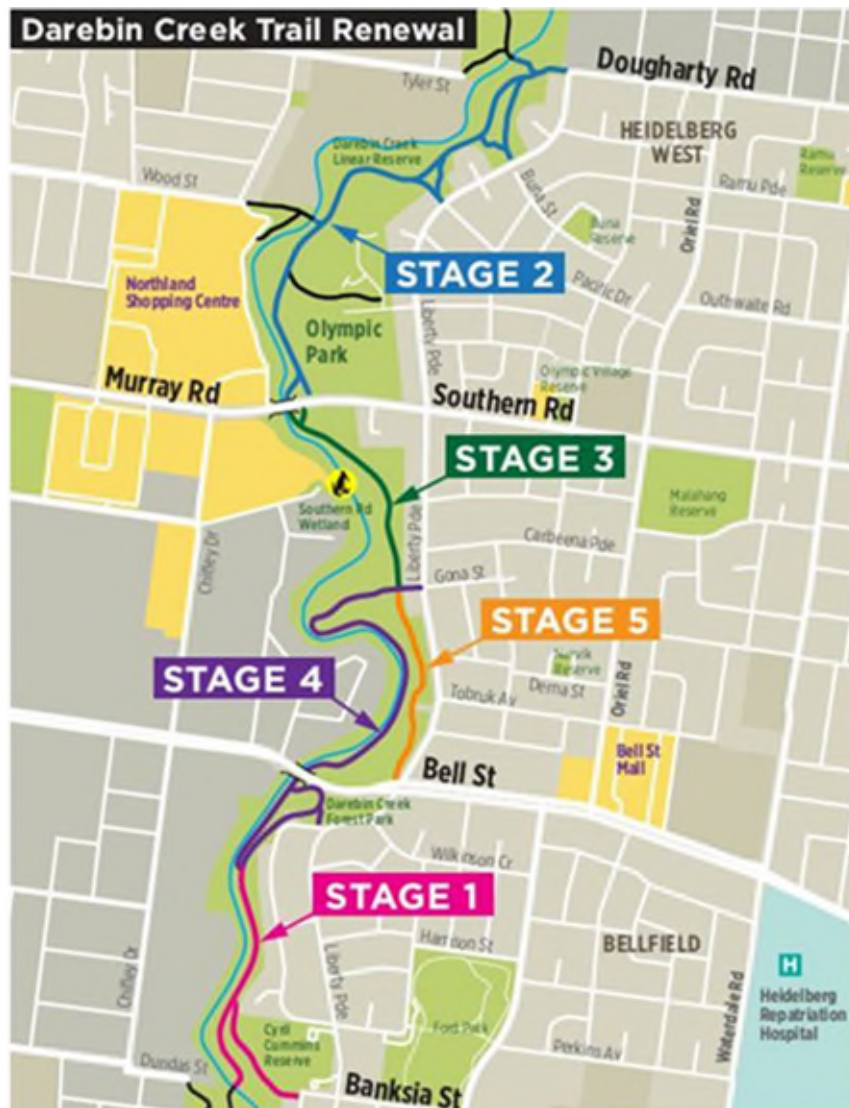 Darebin Creek Trail Renewal
Tyler St
Dougharty Rd
Darebin Creek
Linear Reserve
HEIDELBERG
WEST
Ramu
Reserve
Wood St
Ramu Pde
Buna St
Buna
Reserve
Oriel Rd
STAGE 2
Northland
Shopping Centre
Pacific Dr
Outhwaite Rd
Olympic
Park
Liberty Pde
Murray Rd
Olympic Village
Reserve
Southern Rd
STAGE 3
Southern Rd
Wetland
Malahang
Reserve
Liberty Pde
Carbeena Pde
Chifley Dr
Gona St
STAGE 5
STAGE 4
Reserve
Oriel Rd
Tobruk Av
Derna St
Bell St
Bell St
Mall
Darebin Creek
Forest Park
Wilkinson Cr
STAGE 1
Harrison St
BELLFIELD
Chifley Dr
Liberty Pde
H
Heidelberg
Repatriation
Hospital
Waterdale Rd
Cyril
Cummins
Reserve
Ford Park
Perkins Av
Dundas St
Banksia St